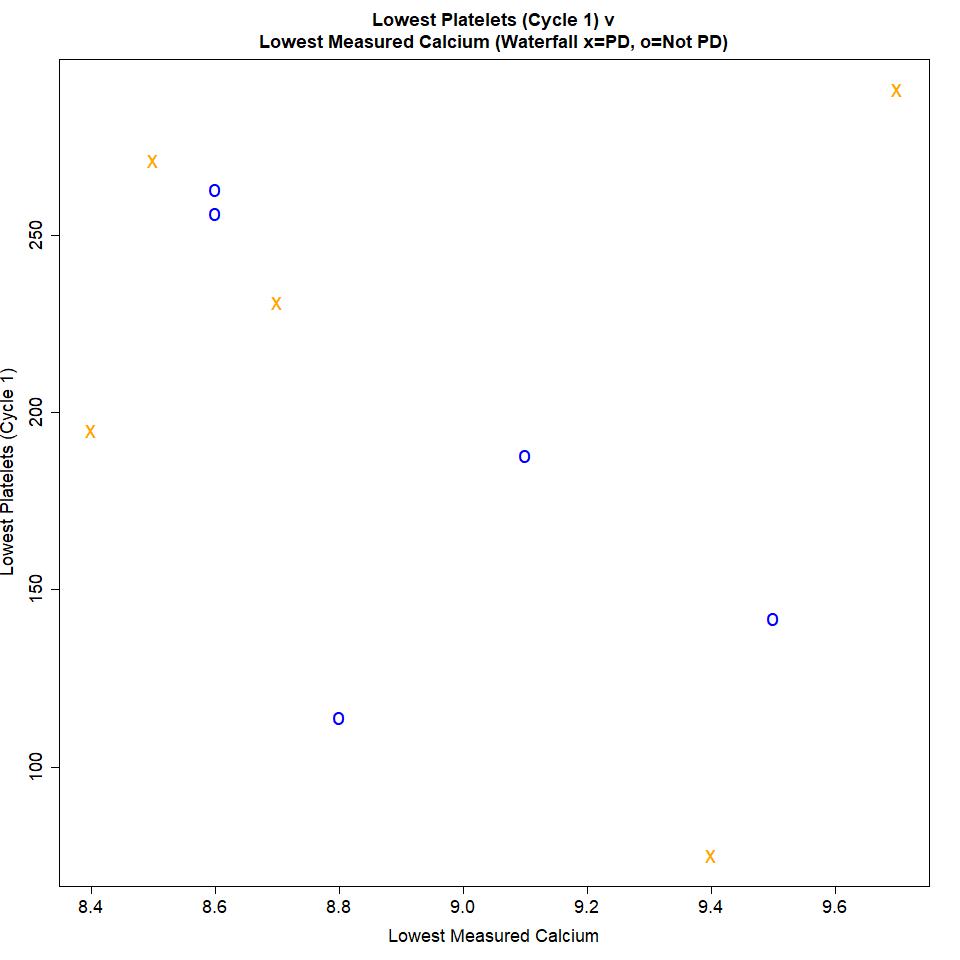 Lowest Platelets (Cycle 1) v
Lowest Measured Calcium (Waterfall x=PD, o=Not PD)
Lowest Platelets (Cycle 1)
250
200
150
100
x
x
o
o
x
x
o
o
o
x
8.4 8.6 8.8 9.0 9.2 9.4 9.6
Lowest Measured Calcium